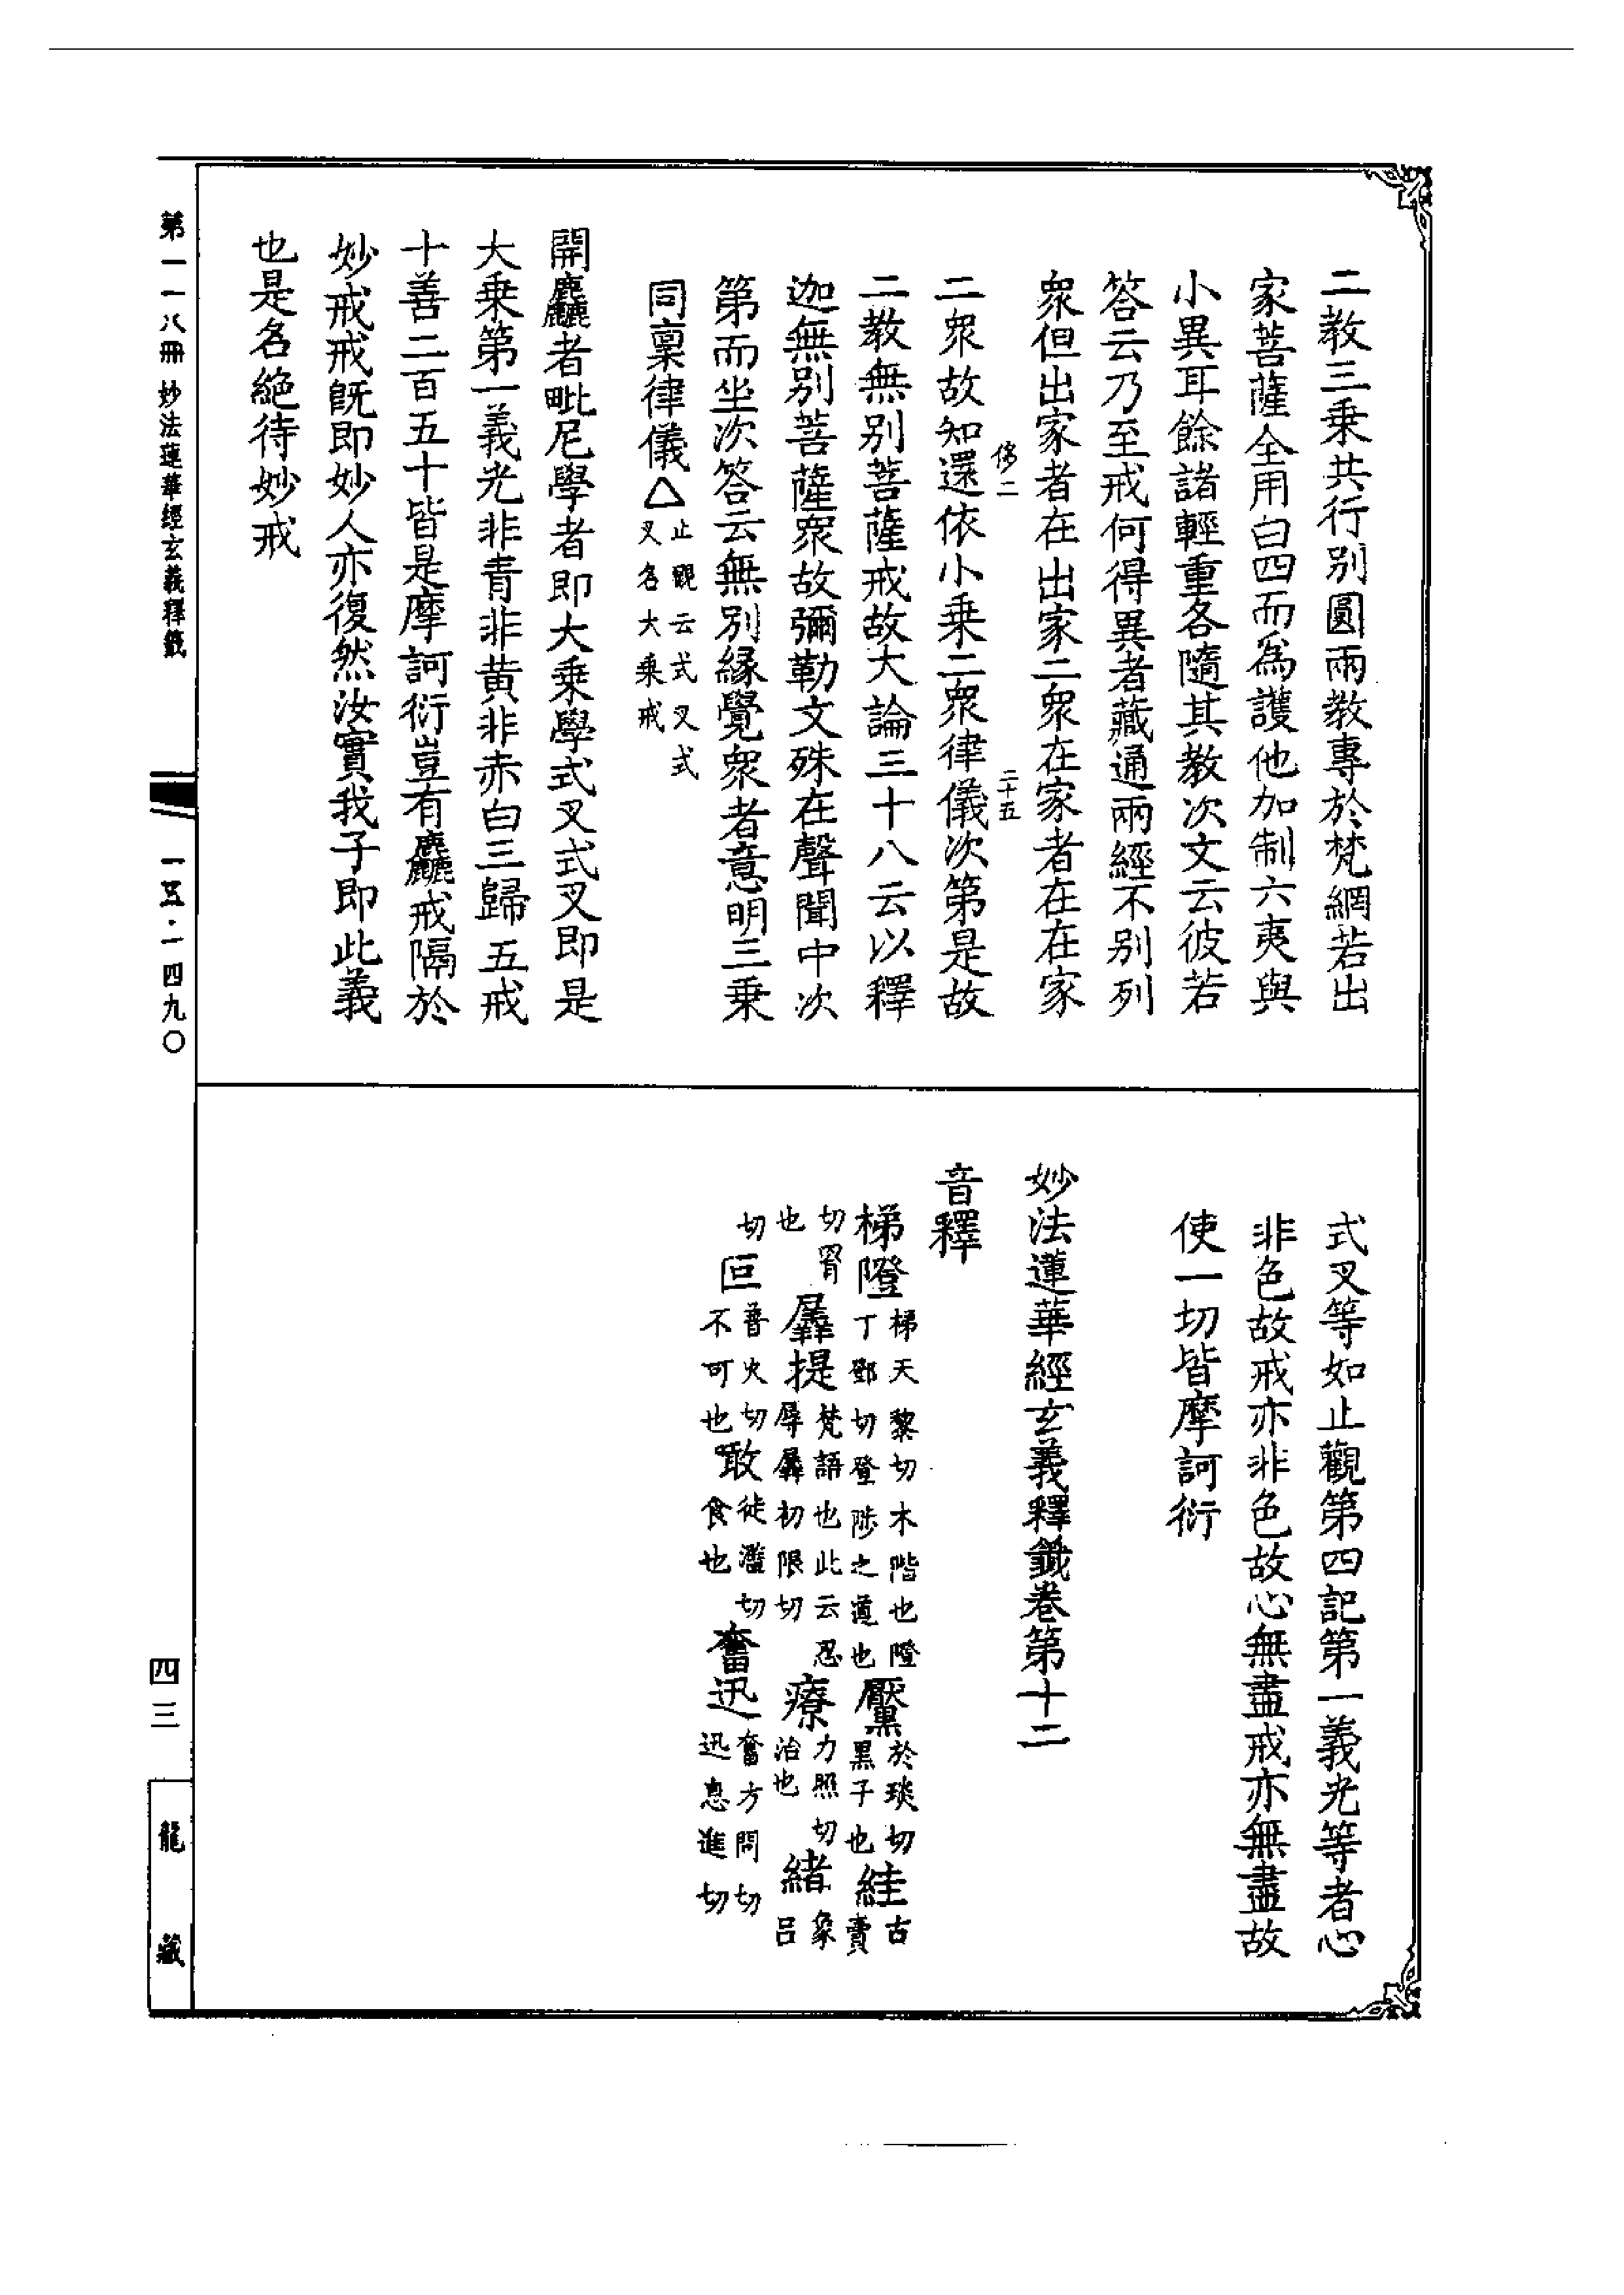 二教三乗共行別圓兩教專於梵網若出
家菩薩全用白四而為護他加制六夷與
小異耳餘諸輕重各隨其教次文云彼若
答云乃至戒何得異者藏通兩經不別列
衆但出家者在出家二衆在家者在在家
二衆故知還依小乗二衆律儀次第是故
二教無別菩薩戒故大論三十八云以釋
迦無別菩薩衆故彌勒文殊在聲聞中次
第而坐次答云無別緣覺衆者意明三乗
同稟律儀△止觀云式叉式
叉名大乗戒
開麤者毗尼學者即大乗學式叉式叉即是
大乗第一義光非青非黄非赤白三歸五戒
十善二百五十皆是摩訶衍豈有麤戒隔於
妙戒戒既即妙人亦復然汝實我子即此義
也是名絶待妙戒
二十五
式叉等如止觀第四記第一義光等者心
非色故戒亦非色故心無盡戒亦無盡故
使一切皆摩訶衍
妙法蓮華經玄義釋籤卷第十二
音釋
梯隥梯天黎切木階也隥
丁鄧切登陟之道也黶於琰切
黑子也絓古
賣
切罥
也羼提梵語也此云忍
羼初限切療力照切
治也緒象
呂
切叵普火切
不可也噉徒濫切
食也奮迅奮方問切
迅息進切
第一一八冊 妙法蓮華經玄義釋籤
一五·一四九〇
四三
龍藏